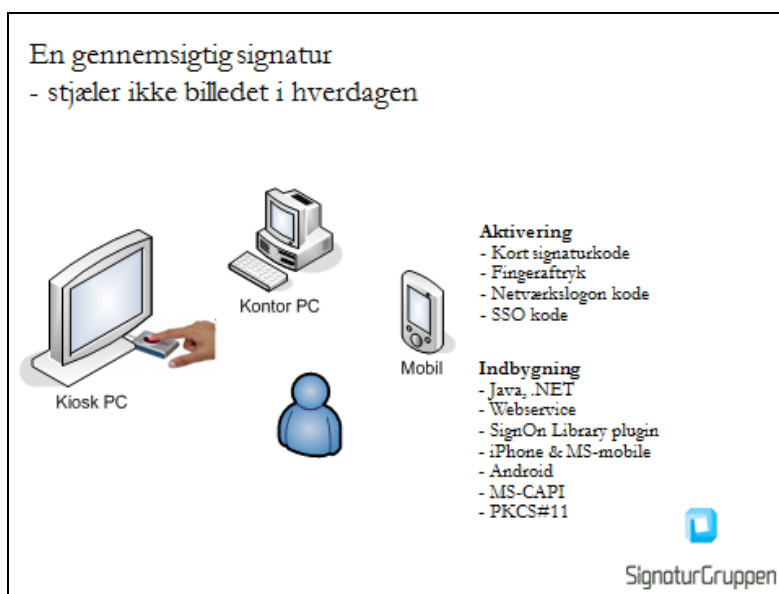 En gennemsigtig signatur
- stjæler ikke billedet i hverdagen
Kontor PC
Kiosk PC
Mobil
Aktivering
- Kort signaturkode
- Fingeraftryk
- Netværkslogon kode
- SSO kode
Indbygning
- Java, .NET
- Webservice
- SignOn Library plugin
- iPhone & MS-mobile
- Android
- MS-CAPI
- PKCS#11
SignaturGruppen